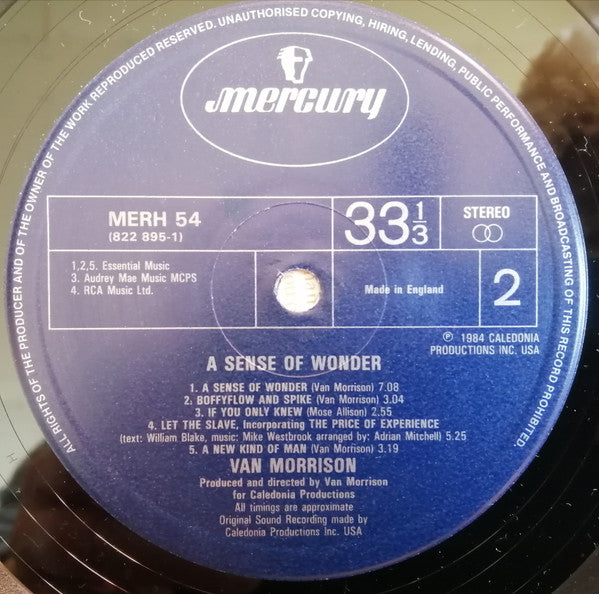 ALL RIGHTS OF THE PRODUCER AND OF THE OWNER OF THE WORK REPRODUCED RESERVED. UNAUTHORISED COPYING, HIRING, LENDING, PUBLIC PERFORMANCE AND BROADCASTING OF THIS RECORD PROHIBITED.
mercury
MERH 54
(822 895-1)
33 1/3
STEREO
1,2,5. Essential Music
3. Audrey Mae Music MCPS
4. RCA Music Ltd.
Made in England
2
℗ 1984 CALEDONIA
PRODUCTIONS INC. USA
A SENSE OF WONDER
1. A SENSE OF WONDER (Van Morrison) 7.08
2. BOFFYFLOW AND SPIKE (Van Morrison) 3.04
3. IF YOU ONLY KNEW (Mose Allison) 2.55
4. LET THE SLAVE, Incorporating THE PRICE OF EXPERIENCE
(text: William Blake, music: Mike Westbrook arranged by: Adrian Mitchell) 5.25
5. A NEW KIND OF MAN (Van Morrison) 3.19
VAN MORRISON
Produced and directed by Van Morrison
for Caledonia Productions
All timings are approximate
Original Sound Recording made by
Caledonia Productions Inc. USA